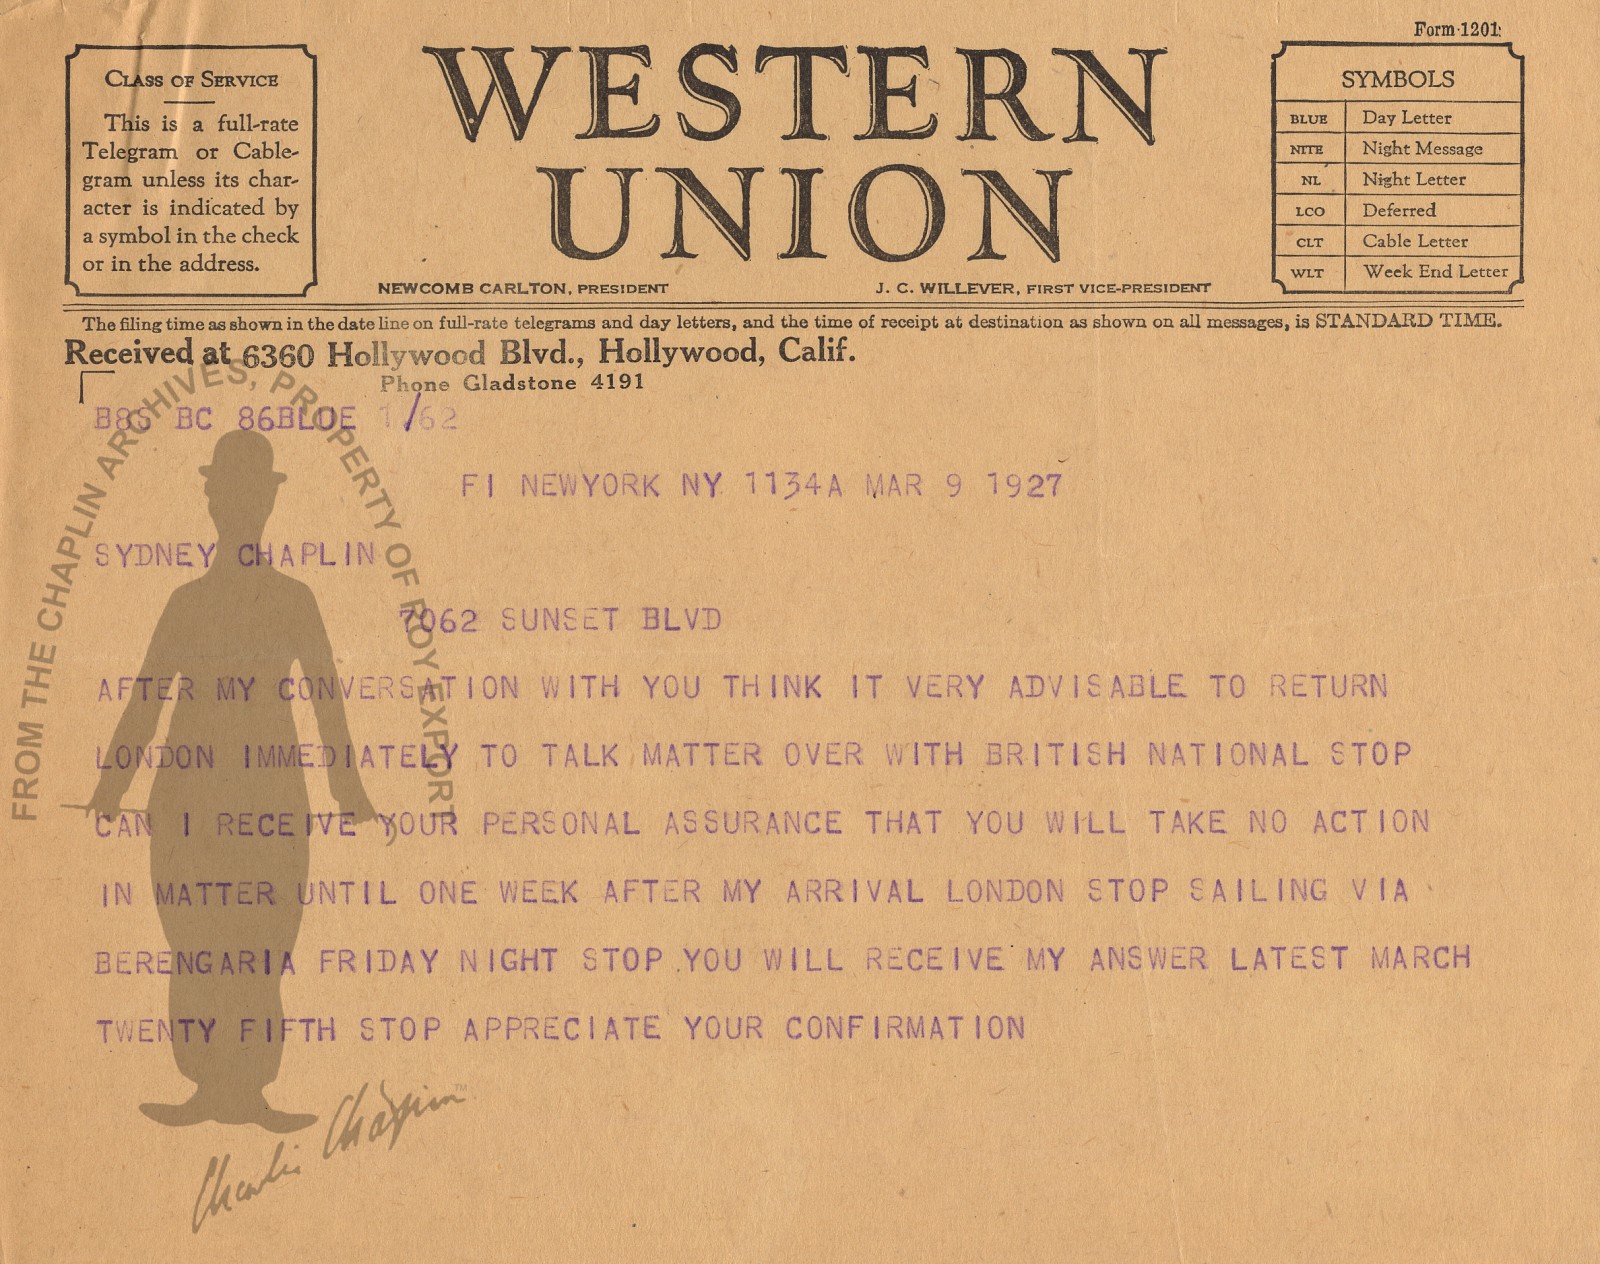 Form 1201
CLASS OF SERVICE
This is a full-rate
Telegram or Cable-
gram unless its char-
acter is indicated by
a symbol in the check
or in the address.
WESTERN
UNION
NEWCOMB CARLTON, PRESIDENT
J. C. WILLEVER, FIRST VICE-PRESIDENT
SYMBOLS
BLUE Day Letter
NITE Night Message
NL Night Letter
LCO Deferred
CLT Cable Letter
WLT Week End Letter
The filing time as shown in the date line on full-rate telegrams and day letters, and the time of receipt at destination as shown on all messages, is STANDARD TIME.
Received at 6360 Hollywood Blvd., Hollywood, Calif.
Phone Gladstone 4191
B8S BC 86BLUE 1/62
FI NEWYORK NY 1134A MAR 9 1927
SYDNEY CHAPLIN
7062 SUNSET BLVD
AFTER MY CONVERSATION WITH YOU THINK IT VERY ADVISABLE TO RETURN
LONDON IMMEDIATELY TO TALK MATTER OVER WITH BRITISH NATIONAL STOP
CAN I RECEIVE YOUR PERSONAL ASSURANCE THAT YOU WILL TAKE NO ACTION
IN MATTER UNTIL ONE WEEK AFTER MY ARRIVAL LONDON STOP SAILING VIA
BERENGARIA FRIDAY NIGHT STOP YOU WILL RECEIVE MY ANSWER LATEST MARCH
TWENTY FIFTH STOP APPRECIATE YOUR CONFIRMATION
FROM THE CHAPLIN ARCHIVES, PROPERTY OF ROY EXPORT
Charlie Chaplin TM